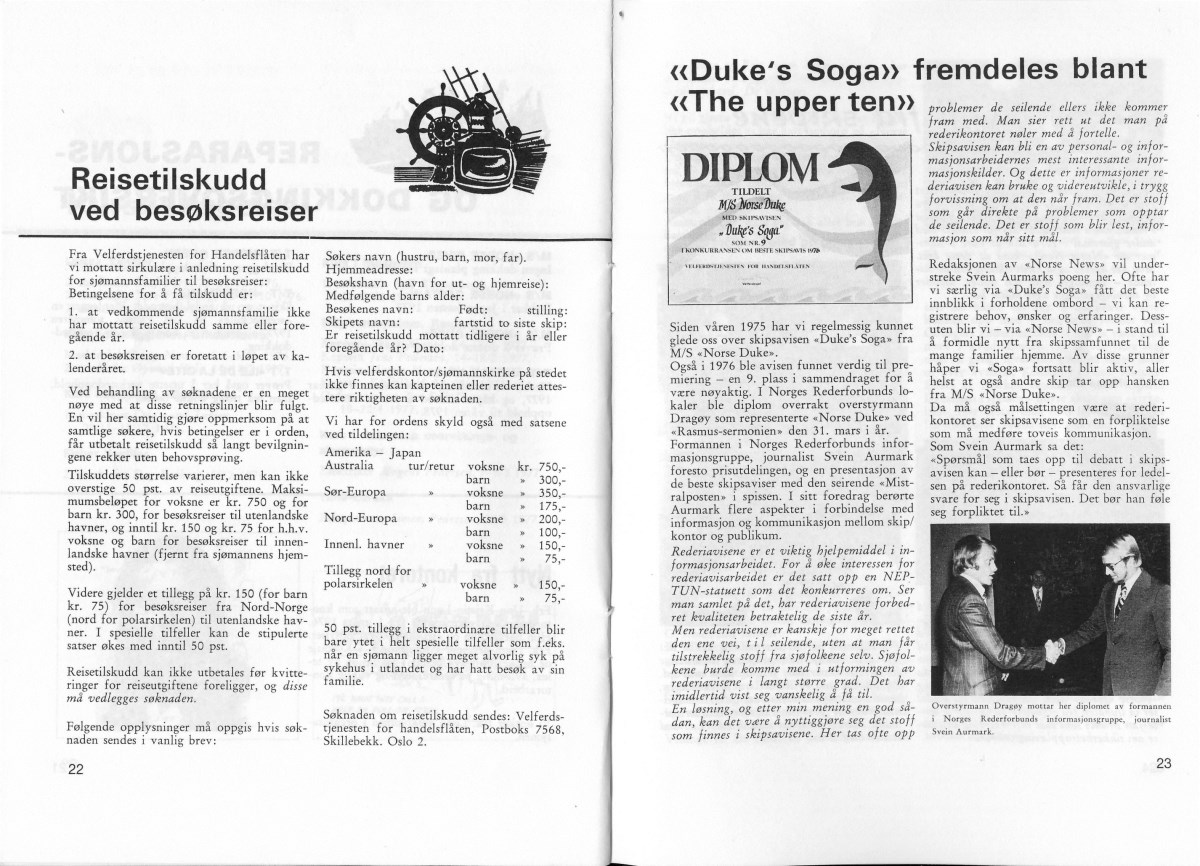 Reisetilskudd
ved besøksreiser
Fra Velferdstjenesten for Handelsflåten har
vi mottatt sirkulære i anledning reisetilskudd
for sjømannsfamilier til besøksreiser:
Betingelsene for å få tilskudd er:
1. at vedkommende sjømannsfamilie ikke
har mottatt reisetilskudd samme eller fore-
gående år.
2. at besøksreisen er foretatt i løpet av ka-
lenderåret.
Ved behandling av søknadene er en meget
nøye med at disse retningslinjer blir fulgt.
En vil her samtidig gjøre oppmerksom på at
samtlige søkere, hvis betingelser er i orden,
får utbetalt reisetilskudd så langt bevilgnin-
gene rekker uten behovsprøving.
Tilskuddets størrelse varierer, men kan ikke
overstige 50 pst. av reiseutgiftene. Maksi-
mumsbeløpet for voksne er kr. 750 og for
barn kr. 300, for besøksreiser til utenlandske
havner, og inntil kr. 150 og kr. 75 for h.h.v.
voksne og barn for besøksreiser til innen-
landske havner (fjernt fra sjømannens hjem-
sted).
Videre gjelder et tillegg på kr. 150 (for barn
kr. 75) for besøksreiser fra Nord-Norge
(nord for polarsirkelen) til utenlandske hav-
ner. I spesielle tilfeller kan de stipulerte
satser økes med inntil 50 pst.
Reisetilskudd kan ikke utbetales før kvitte-
ringer for reiseutgiftene foreligger, og disse
må vedlegges søknaden.
Følgende opplysninger må oppgis hvis søk-
naden sendes i vanlig brev:
22
Søkers navn (hustru, barn, mor, far).
Hjemmeadresse:
Besøkshavn (havn for ut- og hjemreise):
Medfølgende barns alder:
Besøkenes navn: Født: stilling:
Skipets navn: fartstid to siste skip:
Er reisetilskudd mottatt tidligere i år eller
foregående år? Dato:
Hvis velferdskontor/sjømannskirke på stedet
ikke finnes kan kapteinen eller rederiet attes-
tere riktigheten av søknaden.
Vi har for ordens skyld også med satsene
ved tildelingen:
Amerika – Japan
Australia tur/retur voksne kr. 750,-
barn » 300,-
Sør-Europa » voksne » 350,-
barn » 175,-
Nord-Europa » voksne » 200,-
barn » 100,-
Innenl. havner » voksne » 150,-
barn » 75,-
Tillegg nord for
polarsirkelen » voksne » 150,-
barn » 75,-
50 pst. tillegg i ekstraordinære tilfeller blir
bare ytet i helt spesielle tilfeller som f.eks.
når en sjømann ligger meget alvorlig syk på
sykehus i utlandet og har hatt besøk av sin
familie.
Søknaden om reisetilskudd sendes: Velferds-
tjenesten for handelsflåten, Postboks 7568,
Skillebekk. Oslo 2.
«Duke's Soga» fremdeles blant
«The upper ten»
DIPLOM
TILDELT
M/S Norse Duke
MED SKIPSAVISEN
„Duke's Soga"
SOM NR. 9
I KONKURRANSEN OM BESTE SKIPSAVIS 1976
VELFERDSTJENESTEN FOR HANDELSFLÅTEN
Siden våren 1975 har vi regelmessig kunnet
glede oss over skipsavisen «Duke's Soga» fra
M/S «Norse Duke».
Også i 1976 ble avisen funnet verdig til pre-
miering – en 9. plass i sammendraget for å
være nøyaktig. I Norges Rederforbunds lo-
kaler ble diplom overrakt overstyrmann
Dragøy som representerte «Norse Duke» ved
«Rasmus-sermonien» den 31. mars i år.
Formannen i Norges Rederforbunds infor-
masjonsgruppe, journalist Svein Aurmark
foresto prisutdelingen, og en presentasjon av
de beste skipsaviser med den seirende «Mist-
ralposten» i spissen. I sitt foredrag berørte
Aurmark flere aspekter i forbindelse med
informasjon og kommunikasjon mellom skip/
kontor og publikum.
Rederiavisene er et viktig hjelpemiddel i in-
formasjonsarbeidet. For å øke interessen for
rederiavisarbeidet er det satt opp en NEP-
TUN-statuett som det konkurreres om. Ser
man samlet på det, har rederiavisene forbed-
ret kvaliteten betraktelig de siste år.
Men rederiavisene er kanskje for meget rettet
den ene vei, til seilende, uten at man får
tilstrekkelig stoff fra sjøfolkene selv. Sjøfol-
kene burde komme med i utformingen av
rederiavisene i langt større grad. Det har
imidlertid vist seg vanskelig å få til.
En løsning, og etter min mening en god så-
dan, kan det være å nyttiggjøre seg det stoff
som finnes i skipsavisene. Her tas ofte opp
problemer de seilende ellers ikke kommer
fram med. Man sier rett ut det man på
rederikontoret nøler med å fortelle.
Skipsavisen kan bli en av personal- og infor-
masjonsarbeidernes mest interessante infor-
masjonskilder. Og dette er informasjoner re-
deriavisen kan bruke og videreutvikle, i trygg
forvissning om at den når fram. Det er stoff
som går direkte på problemer som opptar
de seilende. Det er stoff som blir lest, infor-
masjon som når sitt mål.
Redaksjonen av «Norse News» vil under-
streke Svein Aurmarks poeng her. Ofte har
vi særlig via «Duke's Soga» fått det beste
innblikk i forholdene ombord – vi kan re-
gistrere behov, ønsker og erfaringer. Dess-
uten blir vi – via «Norse News» – i stand til
å formidle nytt fra skipssamfunnet til de
mange familier hjemme. Av disse grunner
håper vi «Soga» fortsatt blir aktiv, aller
helst at også andre skip tar opp hansken
fra M/S «Norse Duke».
Da må også målsettingen være at rederi-
kontoret ser skipsavisene som en forpliktelse
som må medføre toveis kommunikasjon.
Som Svein Aurmark sa det:
«Spørsmål som taes opp til debatt i skips-
avisen kan – eller bør – presenteres for ledel-
sen på rederikontoret. Så får den ansvarlige
svare for seg i skipsavisen. Det bør han føle
seg forpliktet til.»
Overstyrmann Dragøy mottar her diplomet av formannen
i Norges Rederforbunds informasjonsgruppe, journalist
Svein Aurmark.
23